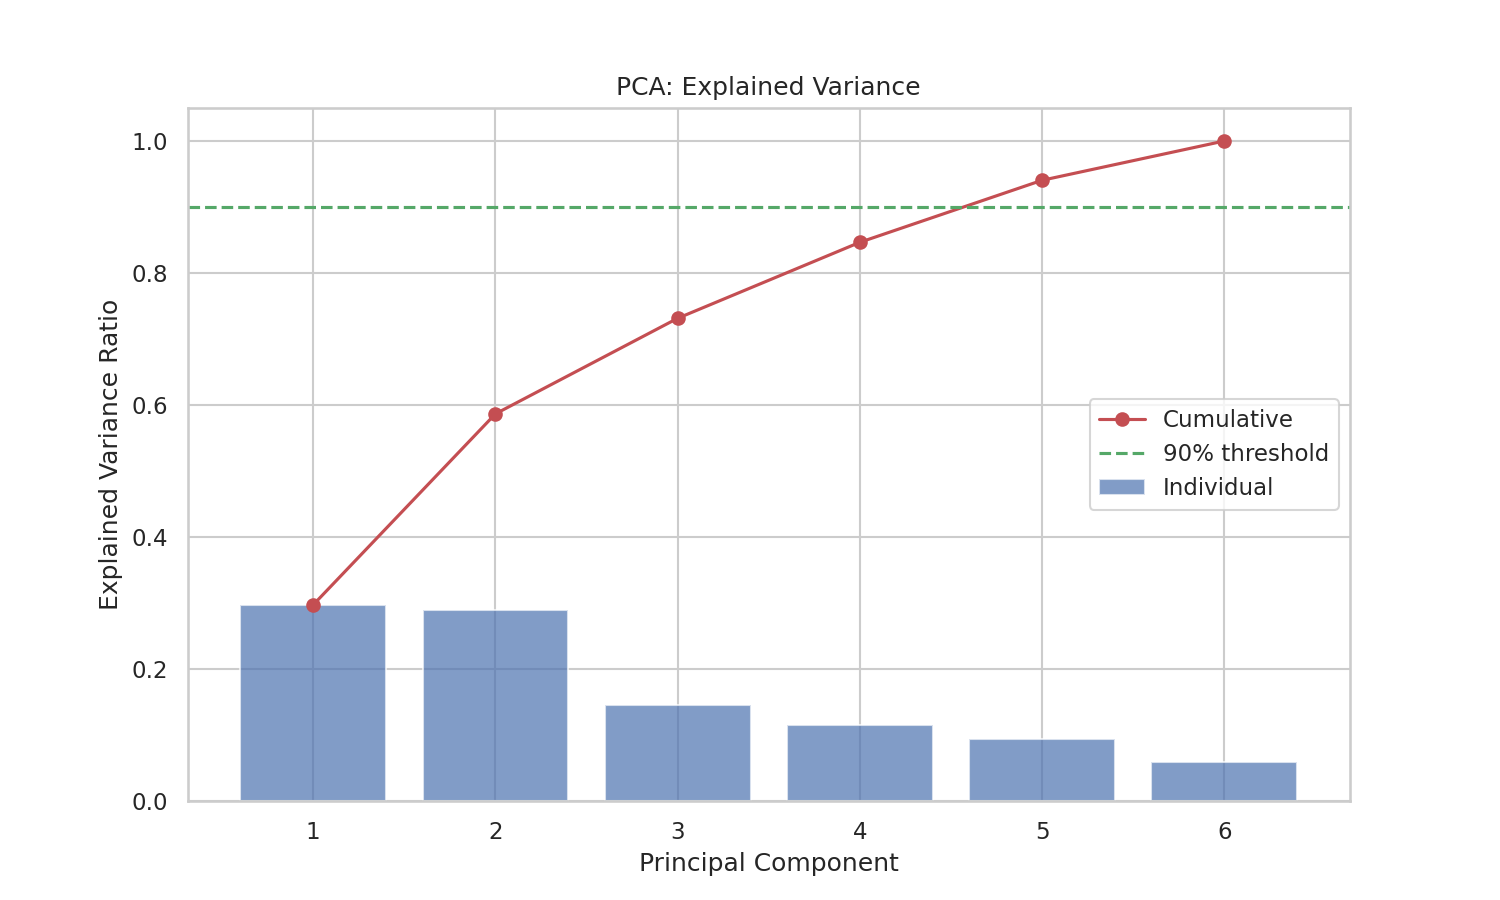 PCA: Explained Variance
1.0
0.8
0.6
0.4
0.2
0.0
Explained Variance Ratio
Cumulative
90% threshold
Individual
1 2 3 4 5 6
Principal Component